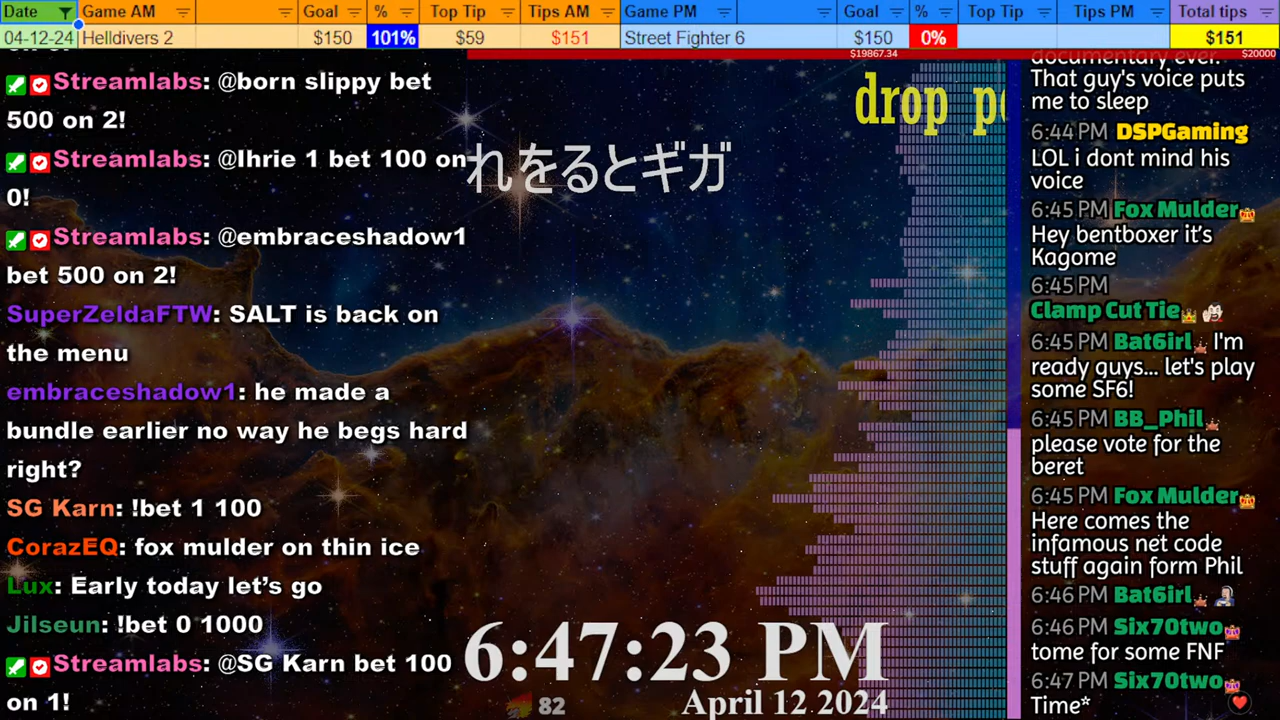 Date Game AM Goal % Top Tip Tips AM Game PM Goal % Top Tip Tips PM Total tips
04-12-24 Helldivers 2 $150 101% $59 $151 Street Fighter 6 $150 0% $151
$19867.34 $20000
Streamlabs: @born slippy bet
500 on 2!
Streamlabs: @Ihrie 1 bet 100 on
0!
Streamlabs: @embraceshadow1
bet 500 on 2!
SuperZeldaFTW: SALT is back on
the menu
embraceshadow1: he made a
bundle earlier no way he begs hard
right?
SG Karn: !bet 1 100
CorazEQ: fox mulder on thin ice
Lux: Early today let's go
Jilseun: !bet 0 1000
Streamlabs: @SG Karn bet 100
on 1!
れをるとギガ
drop
6:47:23 PM
April 12 2024
82
documentary ever.
That guy's voice puts
me to sleep
6:44 PM DSPGaming
LOL i dont mind his
voice
6:45 PM Fox Mulder
Hey bentboxer it's
Kagome
6:45 PM
Clamp Cut Tie
6:45 PM Bat6irl I'm
ready guys... let's play
some SF6!
6:45 PM BB_Phil
please vote for the
beret
6:45 PM Fox Mulder
Here comes the
infamous net code
stuff again form Phil
6:46 PM Bat6irl
6:46 PM Six70two
tome for some FNF
6:47 PM Six70two
Time*